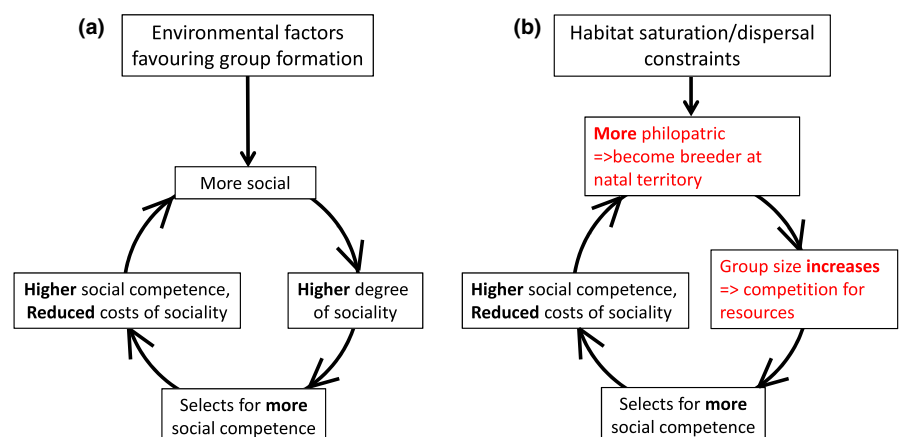 (a)
Environmental factors
favouring group formation
More social
Higher degree
of sociality
Selects for more
social competence
Higher social competence,
Reduced costs of sociality
(b)
Habitat saturation/dispersal
constraints
More philopatric
=>become breeder at
natal territory
Group size increases
=> competition for
resources
Selects for more
social competence
Higher social competence,
Reduced costs of sociality